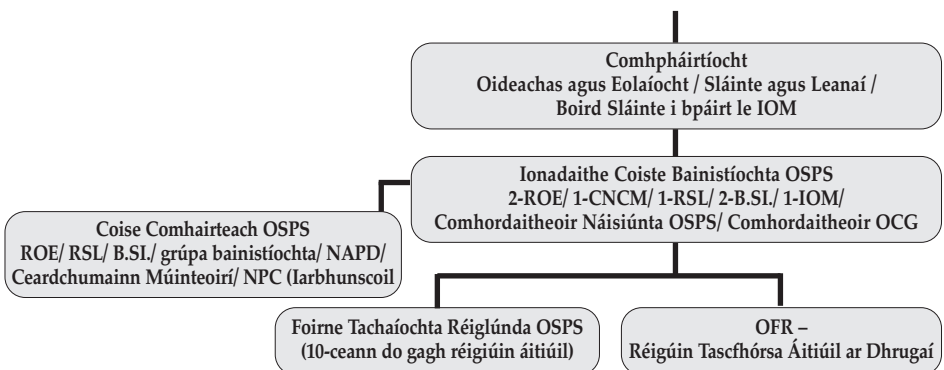 Comhpháirtíocht
Oideachas agus Eolaíocht / Sláinte agus Leanaí /
Boird Sláinte i bpáirt le IOM
Ionadaithe Coiste Bainistíochta OSPS
2-ROE/ 1-CNCM/ 1-RSL/ 2-B.SI./ 1-IOM/
Comhordaitheoir Náisiúnta OSPS/ Comhordaitheoir OCG
Coise Comhairteach OSPS
ROE/ RSL/ B.SI./ grúpa bainistíochta/ NAPD/
Ceardchumainn Múinteoirí/ NPC (Iarbhunscoil
Foirne Tachaíochta Réiglúnda OSPS
(10-ceann do gagh réigiúin áitiúil)
OFR –
Réigúin Tascfhórsa Áitiúil ar Dhrugaí